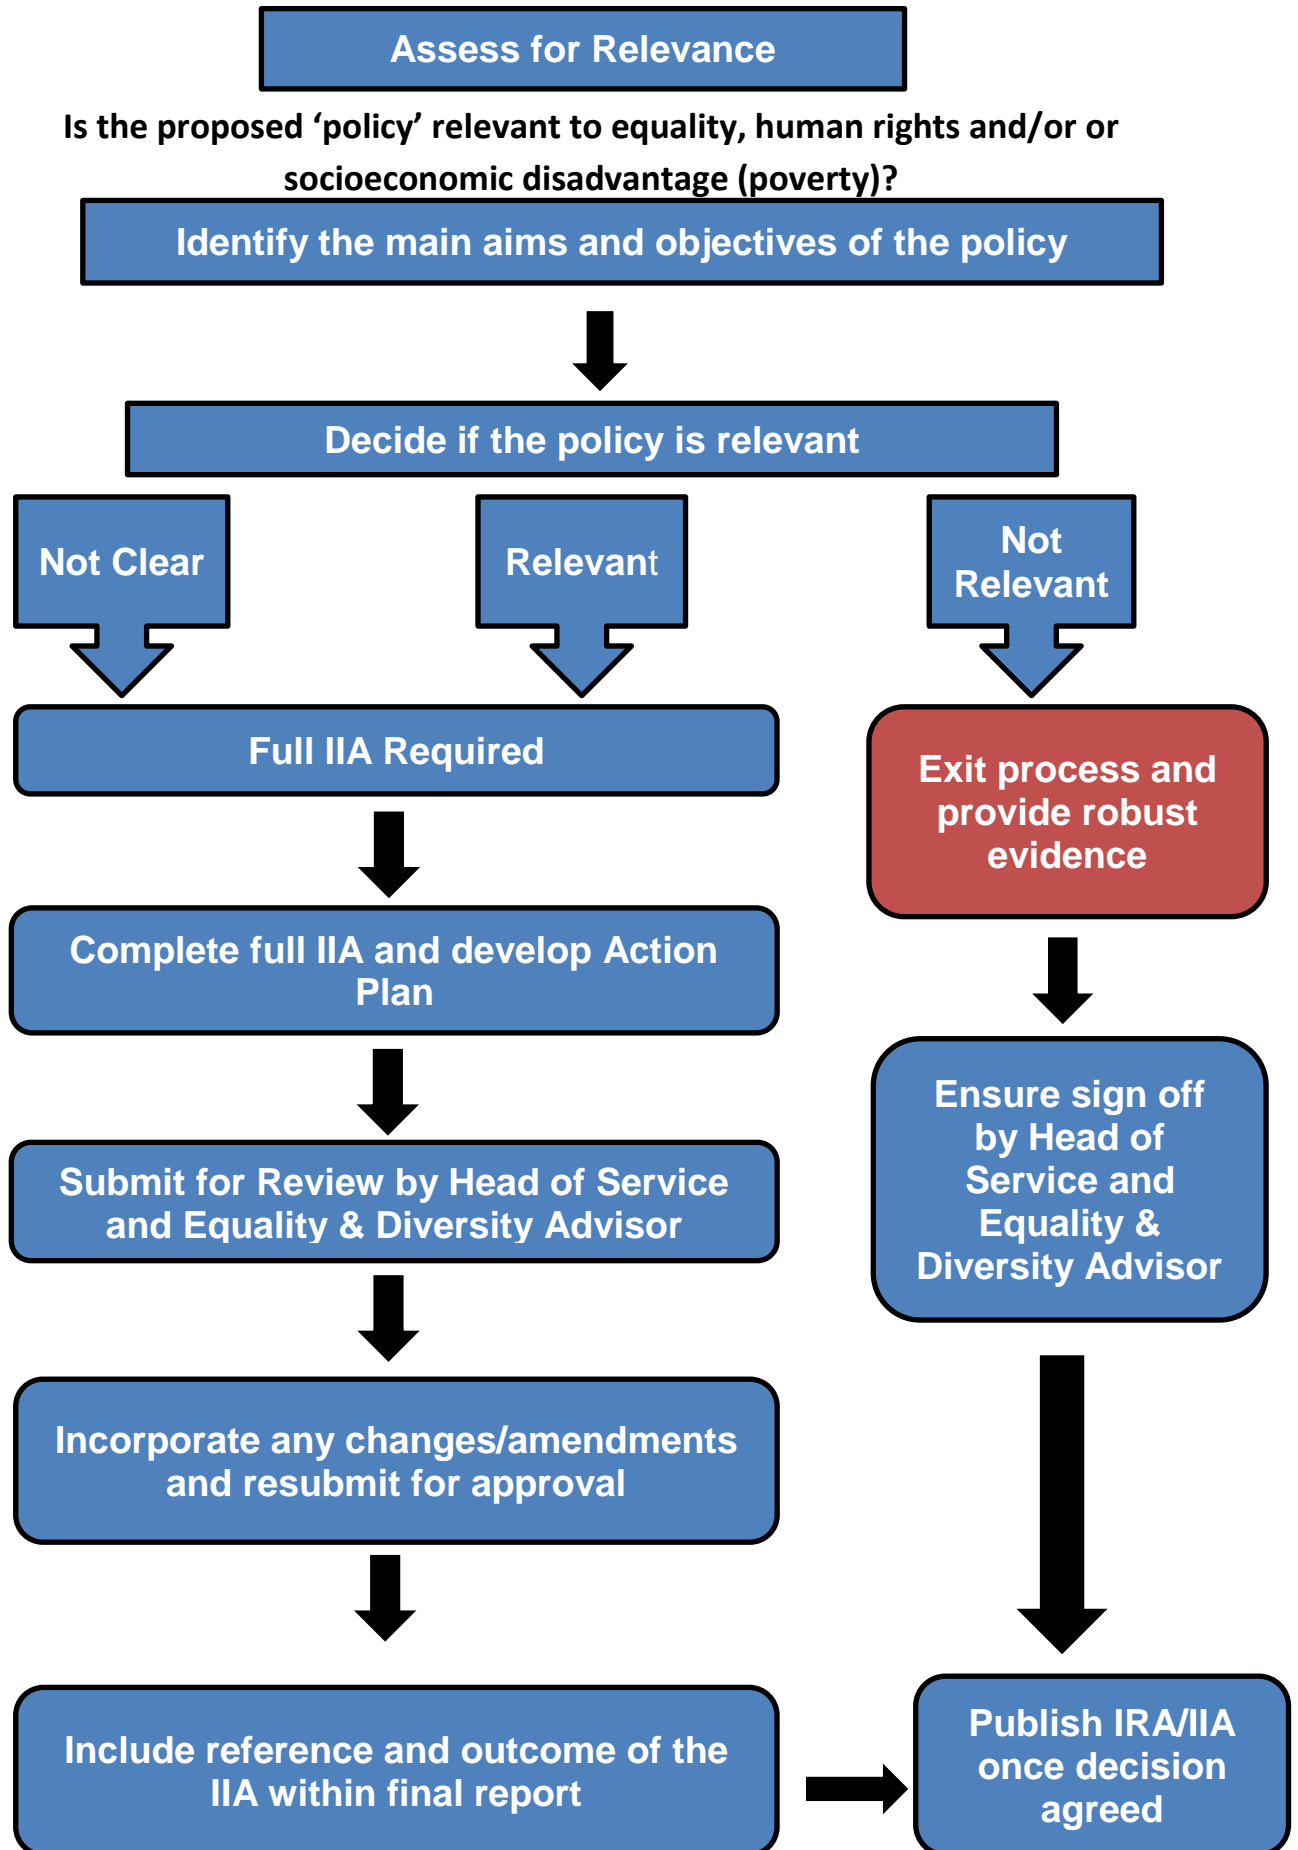 Assess for Relevance
Is the proposed ‘policy’ relevant to equality, human rights and/or or
socioeconomic disadvantage (poverty)?
Identify the main aims and objectives of the policy
Decide if the policy is relevant
Not Clear
Relevant
Not
Relevant
Full IIA Required
Exit process and
provide robust
evidence
Complete full IIA and develop Action
Plan
Ensure sign off
by Head of
Service and
Equality &
Diversity Advisor
Submit for Review by Head of Service
and Equality & Diversity Advisor
Incorporate any changes/amendments
and resubmit for approval
Include reference and outcome of the
IIA within final report
Publish IRA/IIA
once decision
agreed